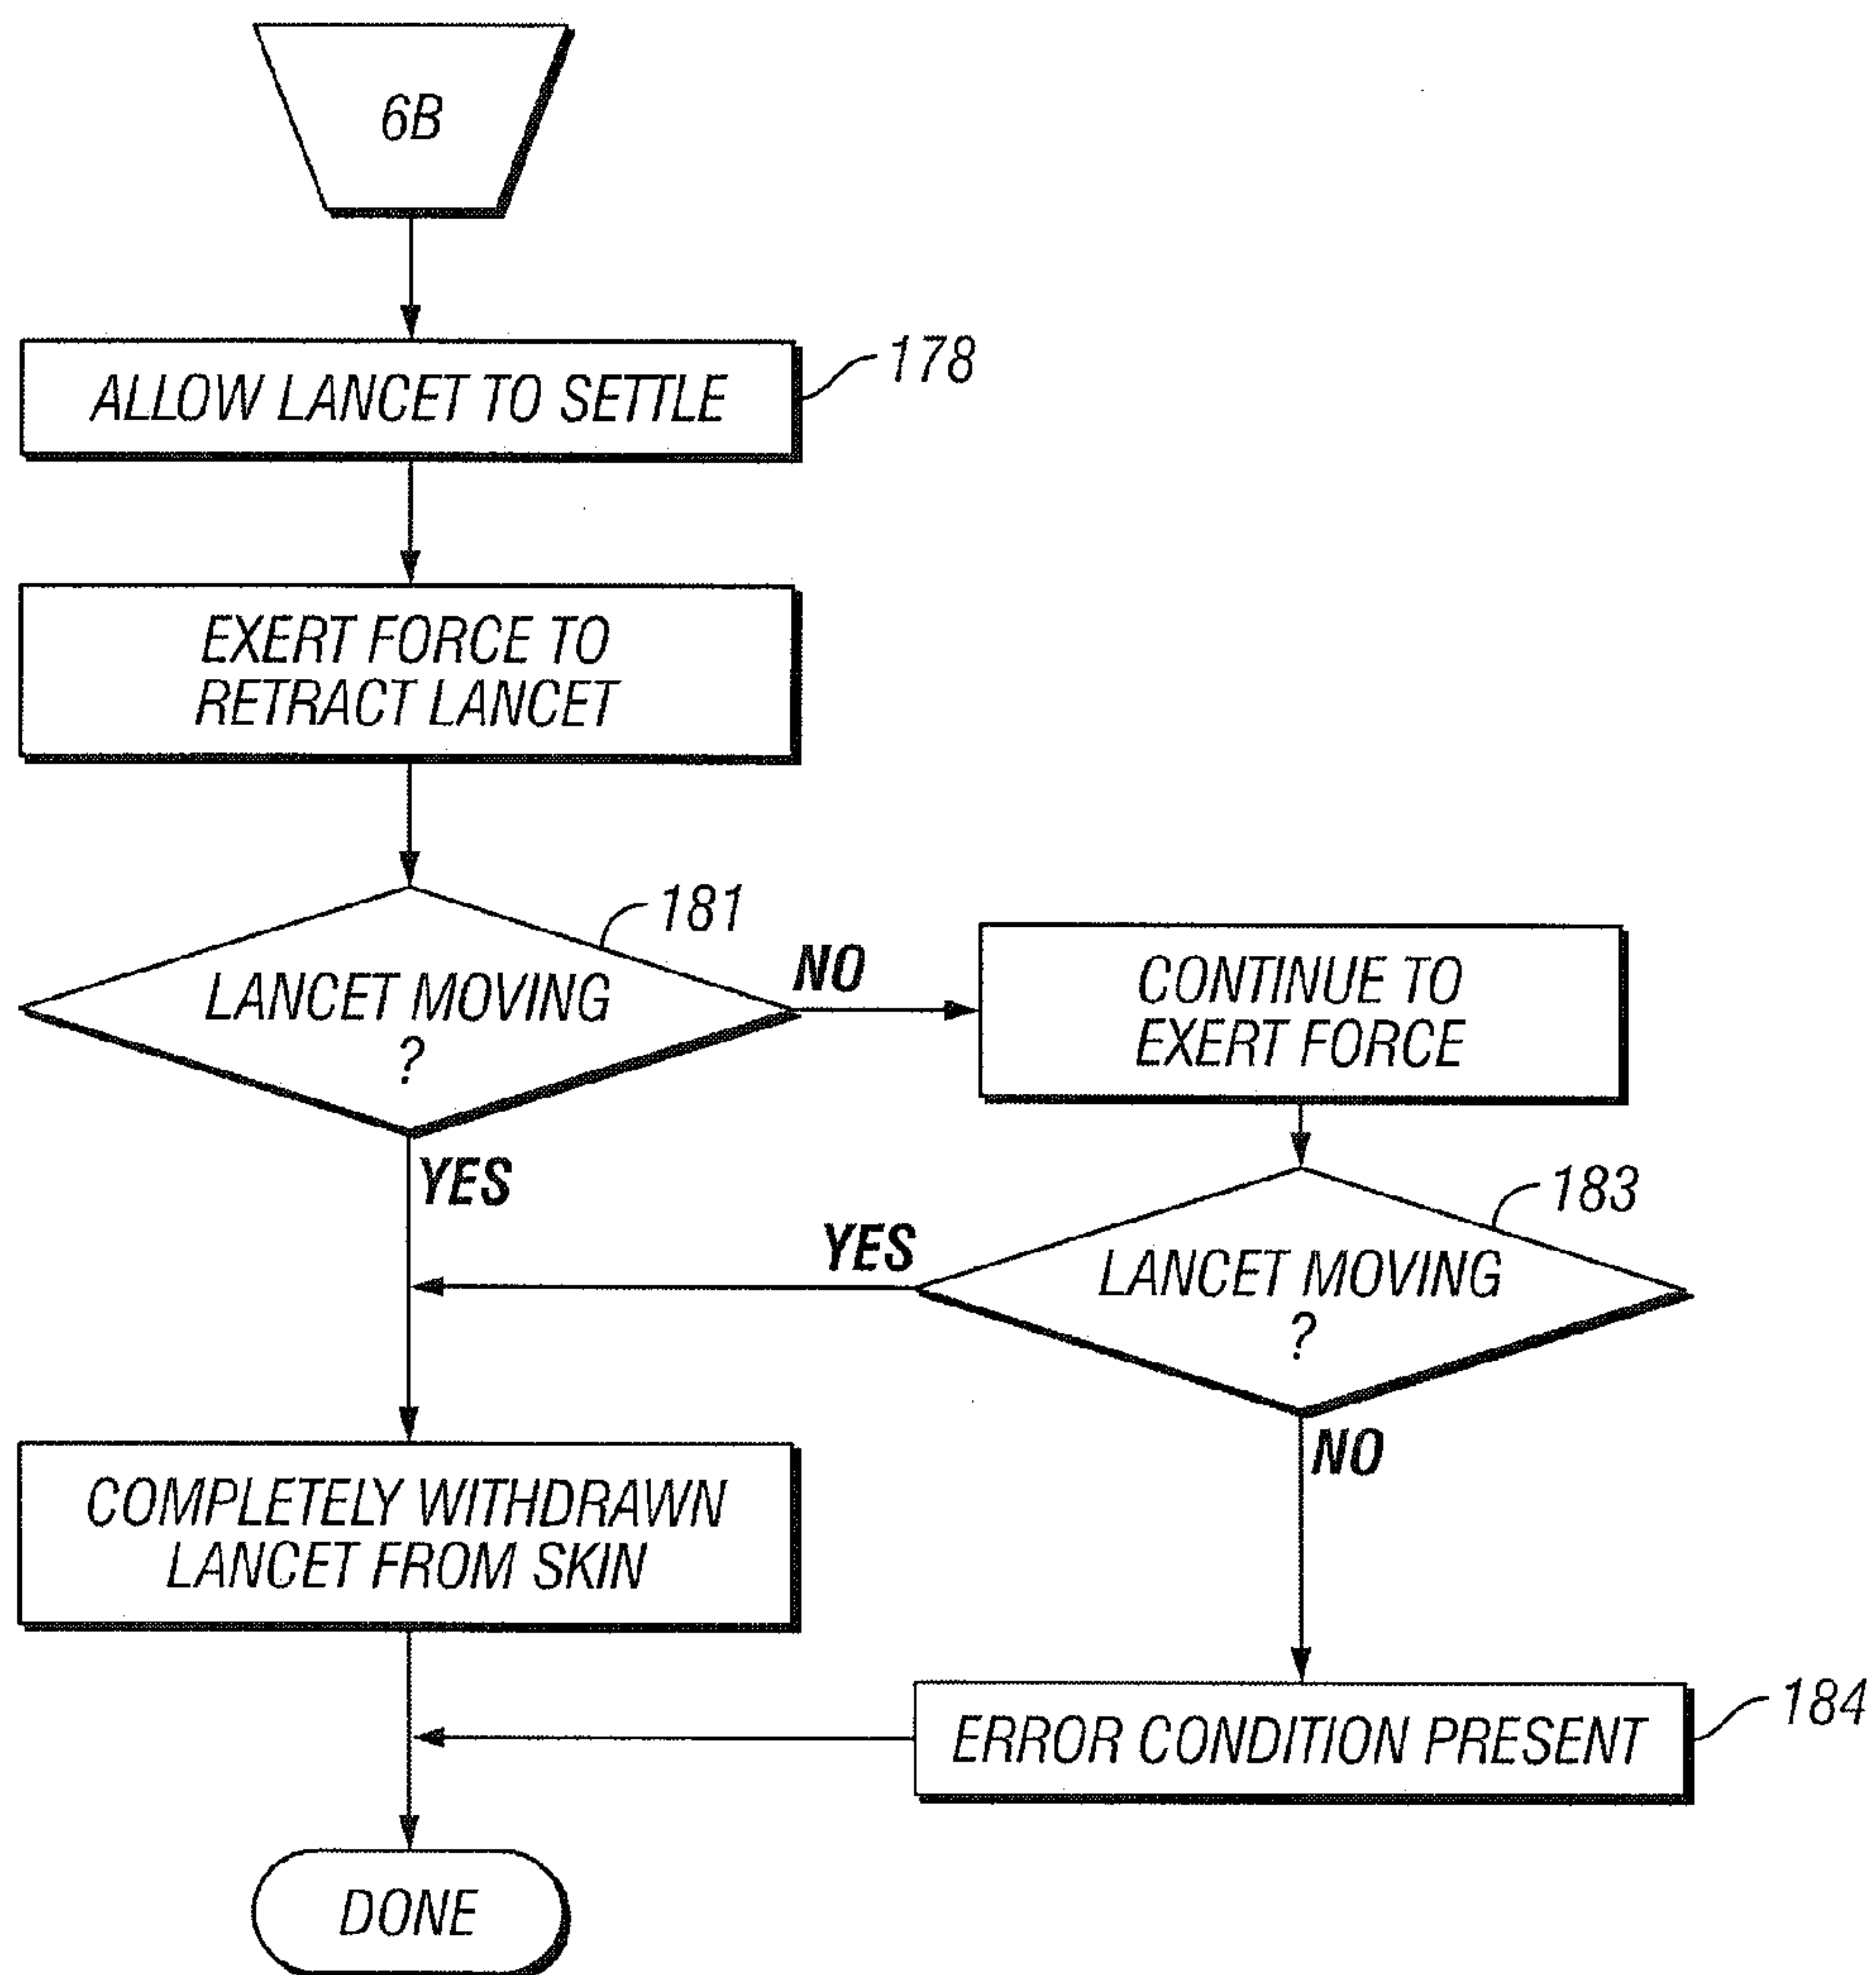 6B
ALLOW LANCET TO SETTLE
178
EXERT FORCE TO
RETRACT LANCET
181
LANCET MOVING
?
NO
CONTINUE TO
EXERT FORCE
YES
183
LANCET MOVING
?
YES
NO
COMPLETELY WITHDRAWN
LANCET FROM SKIN
184
ERROR CONDITION PRESENT
DONE